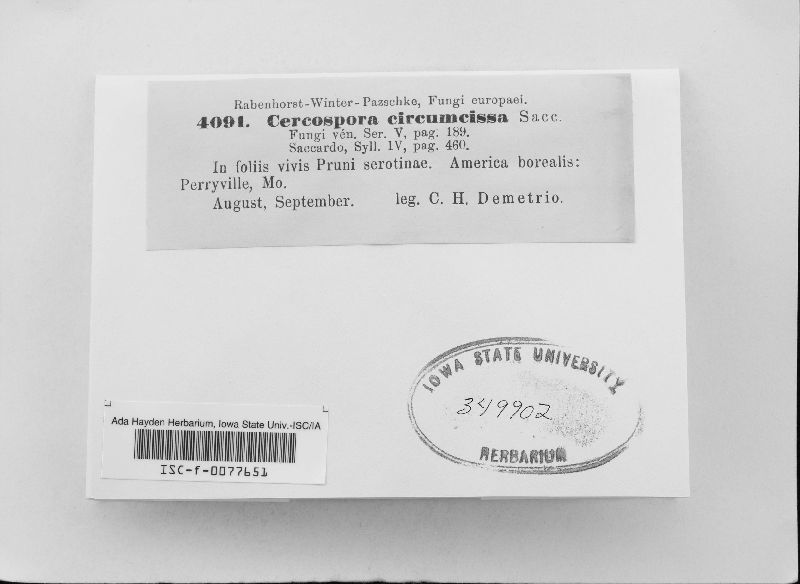 Rabenhorst-Winter-Pazschke, Fungi europaei.
4091. Cercospora circumcissa Sacc.
Fungi vén. Ser. V, pag. 189.
Saccardo, Syll. IV, pag. 460.
In foliis vivis Pruni serotinae. America borealis:
Perryville, Mo.
August, September. leg. C. H. Demetrio.
IOWA STATE UNIVERSITY
349902
HERBARIUM
Ada Hayden Herbarium, Iowa State Univ.-ISC/IA
ISC-f-0077651